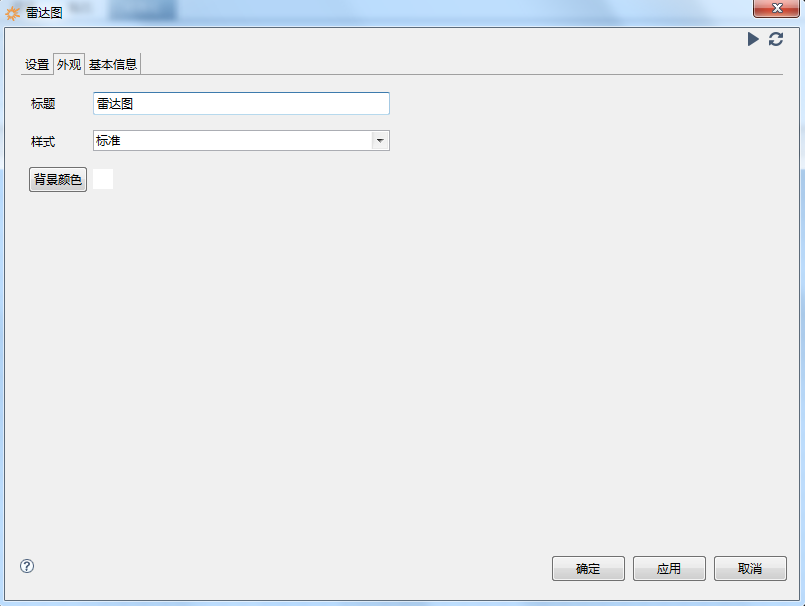 雷达图
设置 外观 基本信息
标题 雷达图
样式 标准
背景颜色
确定 应用 取消